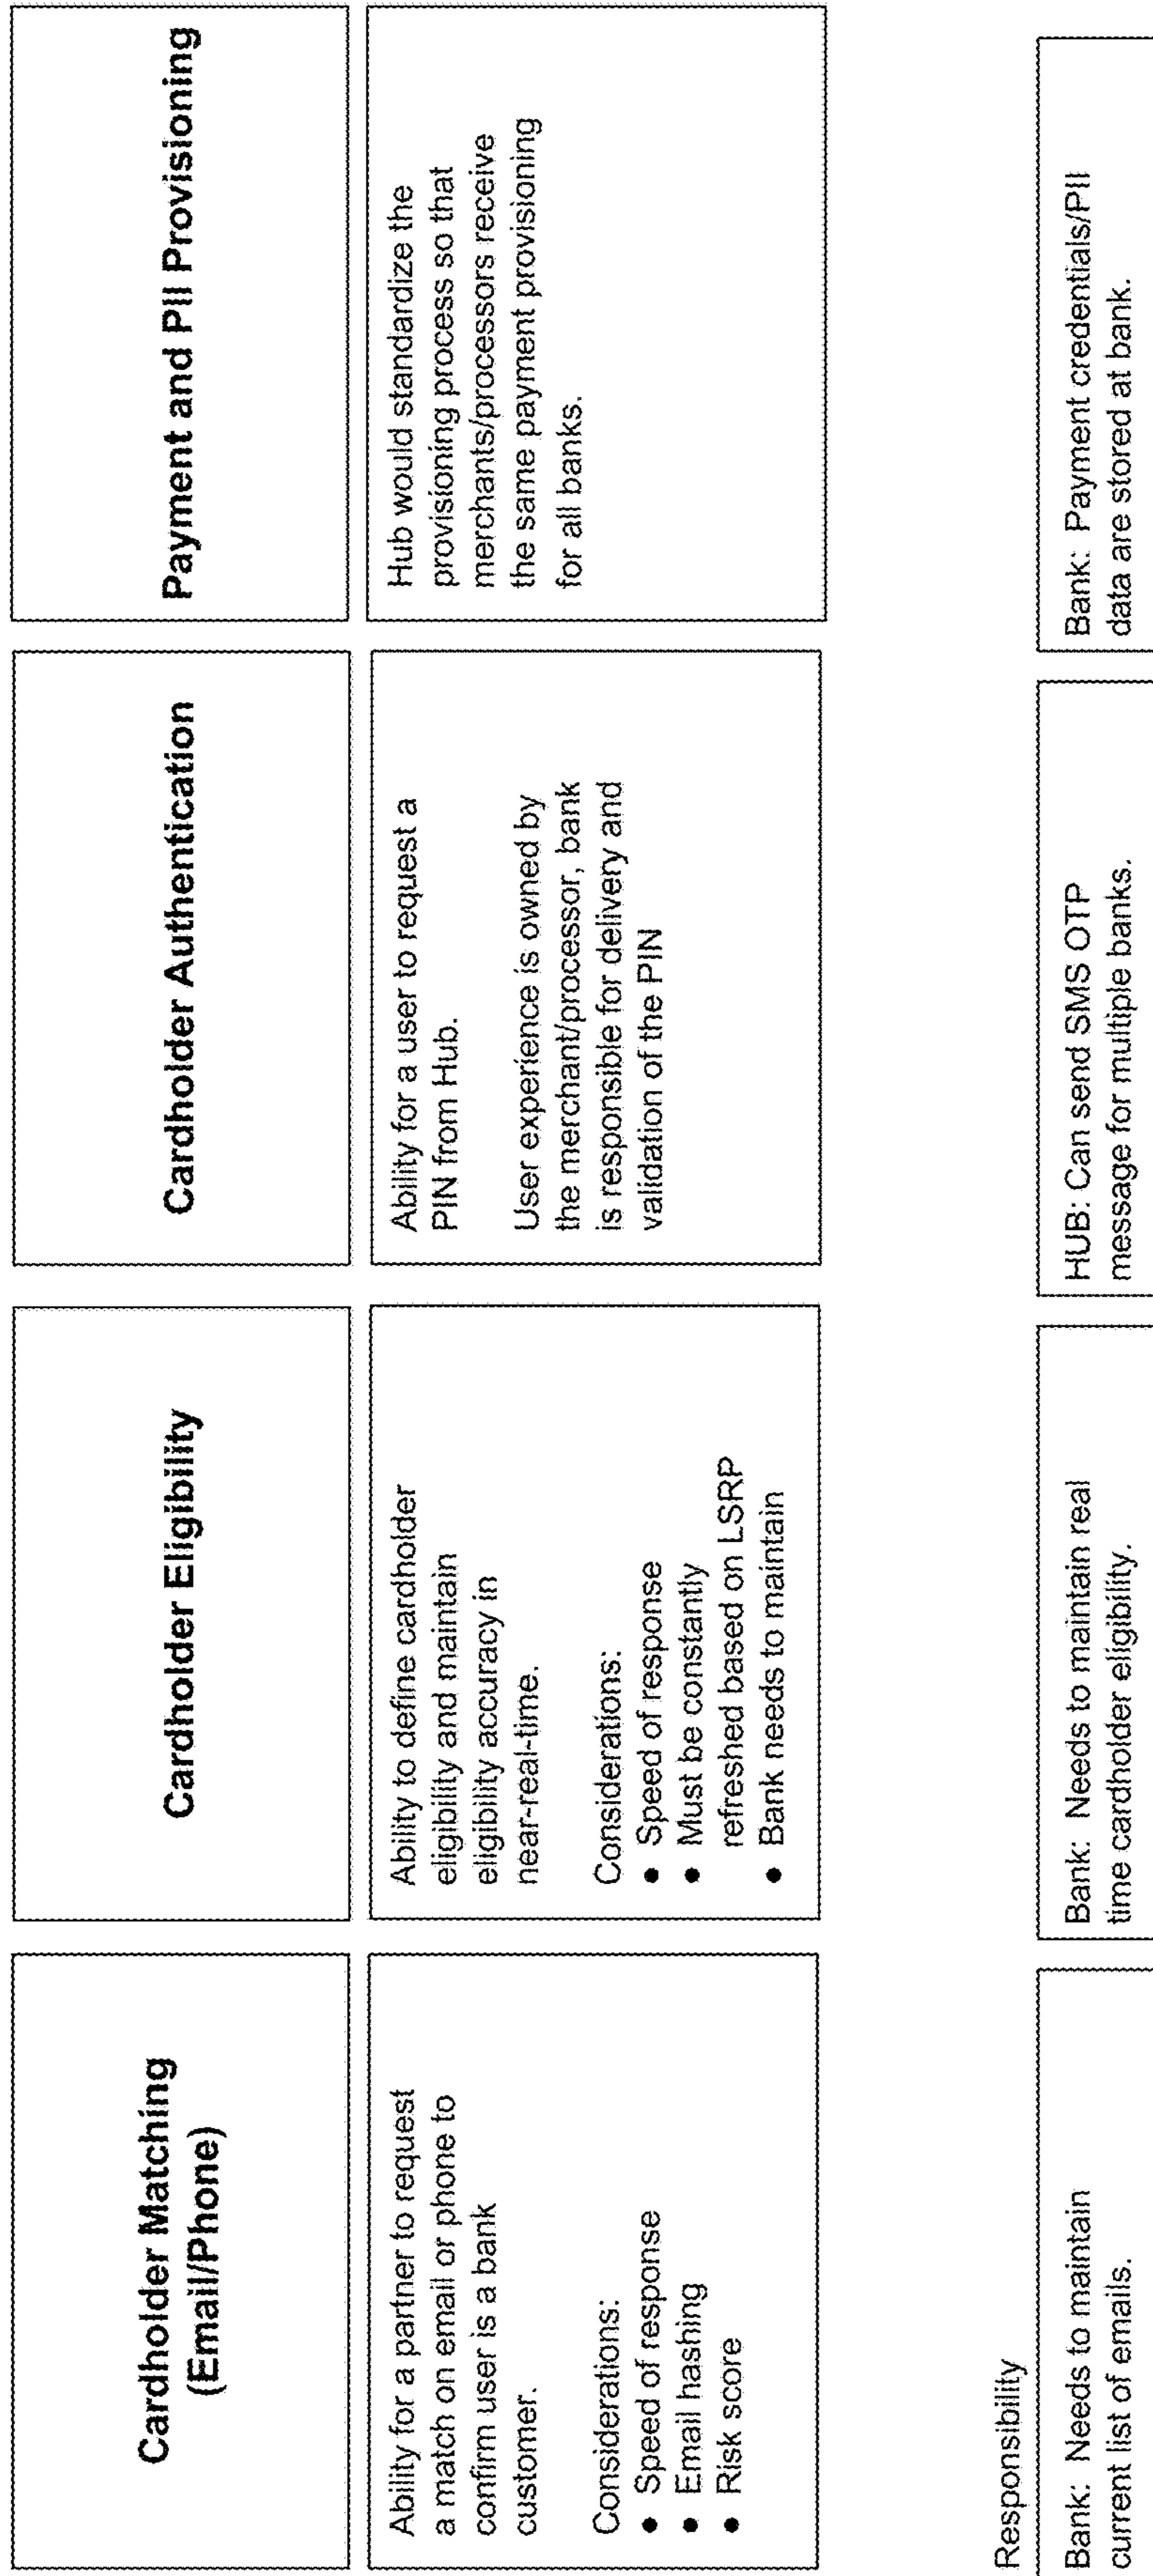 Cardholder Matching
(Email/Phone)
Ability for a partner to request
a match on email or phone to
confirm user is a bank
customer.
Considerations:
● Speed of response
● Email hashing
● Risk score
Cardholder Eligibility
Ability to define cardholder
eligibility and maintain
eligibility accuracy in
near-real-time.
Considerations:
● Speed of response
● Must be constantly
refreshed based on LSRP
● Bank needs to maintain
Cardholder Authentication
Ability for a user to request a
PIN from Hub.
User experience is owned by
the merchant/processor, bank
is responsible for delivery and
validation of the PIN
Payment and PII Provisioning
Hub would standardize the
provisioning process so that
merchants/processors receive
the same payment provisioning
for all banks.
Responsibility
Bank: Needs to maintain
current list of emails.
Bank: Needs to maintain real
time cardholder eligibility.
HUB: Can send SMS OTP
message for multiple banks.
Bank: Payment credentials/PII
data are stored at bank.